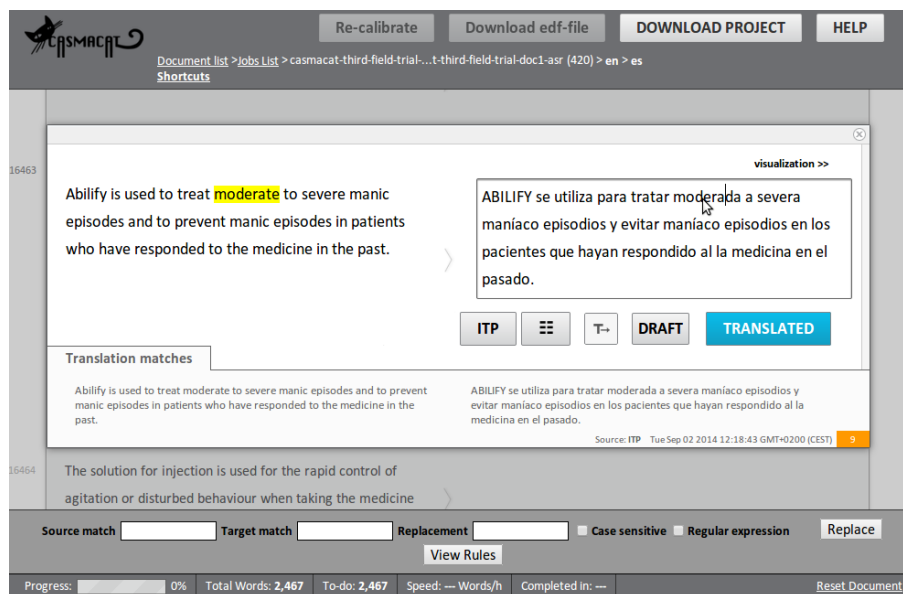 CASMACAT
Re-calibrate
Download edf-file
DOWNLOAD PROJECT
HELP
Document list >Jobs List > casmacat-third-field-trial-...t-third-field-trial-doc1-asr (420) > en > es
Shortcuts
16463
visualization >>
Abilify is used to treat moderate to severe manic
episodes and to prevent manic episodes in patients
who have responded to the medicine in the past.
ABILIFY se utiliza para tratar moderada a severa
maníaco episodios y evitar maníaco episodios en los
pacientes que hayan respondido al la medicina en el
pasado.
ITP
T→
DRAFT
TRANSLATED
Translation matches
Abilify is used to treat moderate to severe manic episodes and to prevent
manic episodes in patients who have responded to the medicine in the
past.
ABILIFY se utiliza para tratar moderada a severa maníaco episodios y
evitar maníaco episodios en los pacientes que hayan respondido al la
medicina en el pasado.
Source: ITP Tue Sep 02 2014 12:18:43 GMT+0200 (CEST) 9
16464
The solution for injection is used for the rapid control of
agitation or disturbed behaviour when taking the medicine
Source match
Target match
Replacement
Case sensitive
Regular expression
Replace
View Rules
Progress: 0% Total Words: 2,467 To-do: 2,467 Speed: --- Words/h Completed in: --- Reset Document